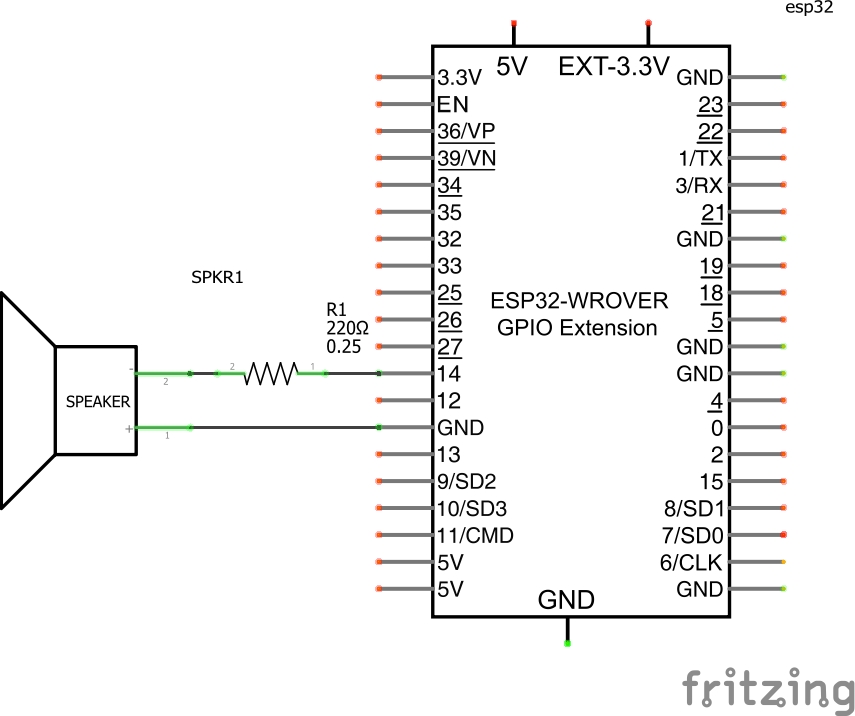 esp32
5V EXT-3.3V
3.3V GND
EN 23
36/VP 22
39/VN 1/TX
34 3/RX
35 21
32 GND
33 19
25 18
26 5
27 GND
14 GND
12 4
GND 0
13 2
9/SD2 15
10/SD3 8/SD1
11/CMD 7/SD0
5V 6/CLK
5V GND
ESP32-WROVER
GPIO Extension
GND
SPKR1
R1
220Ω
0.25
2 1
- 2
SPEAKER
+ 1
fritzing